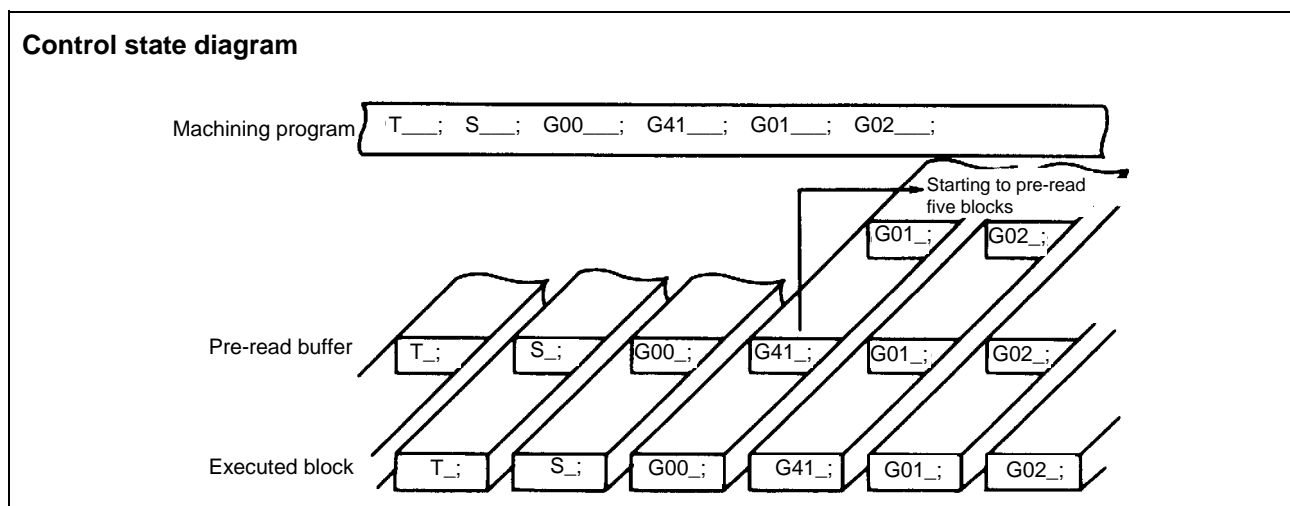 Control state diagram
Machining program T___; S___; G00___; G41___; G01___; G02___;
Starting to pre-read
five blocks
G01_; G02_;
Pre-read buffer T_; S_; G00_; G41_; G01_; G02_;
Executed block T_; S_; G00_; G41_; G01_; G02_;